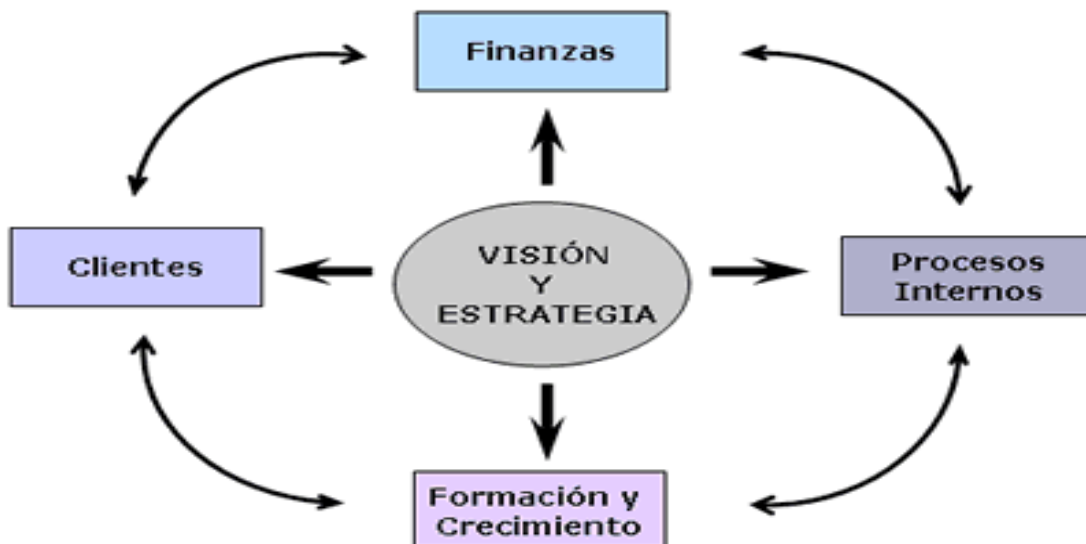 Finanzas
Clientes
VISIÓN
Y
ESTRATEGIA
Procesos
Internos
Formación y
Crecimiento